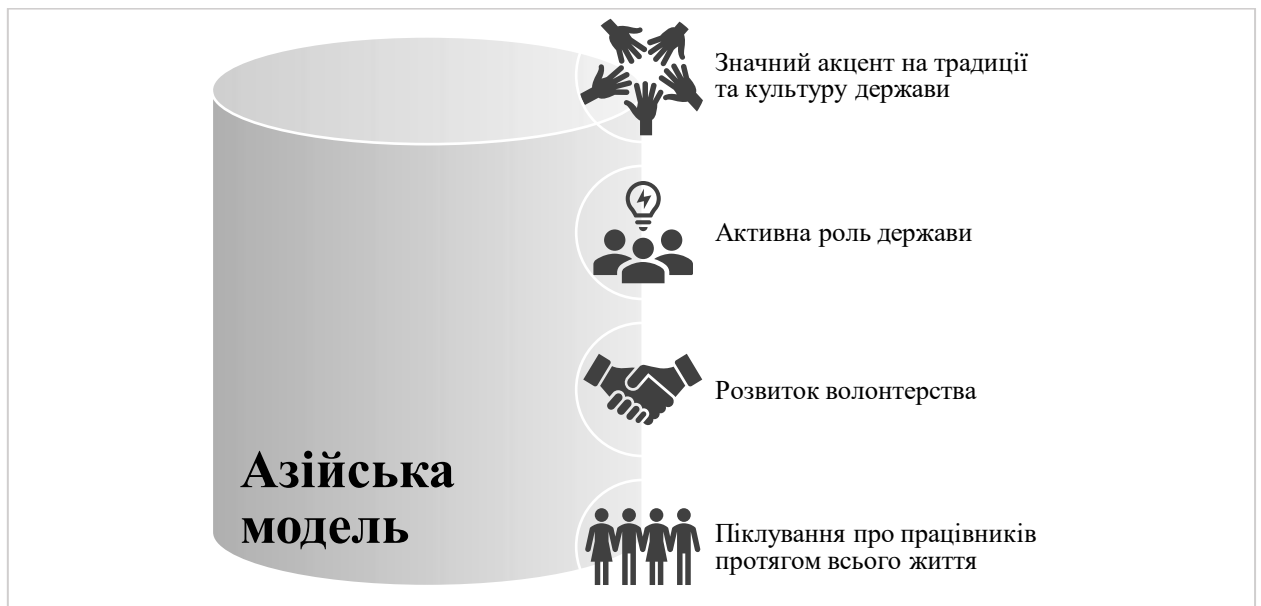 Значний акцент на традиції
та культуру держави
Активна роль держави
Розвиток волонтерства
Азійська
модель
Піклування про працівників
протягом всього життя